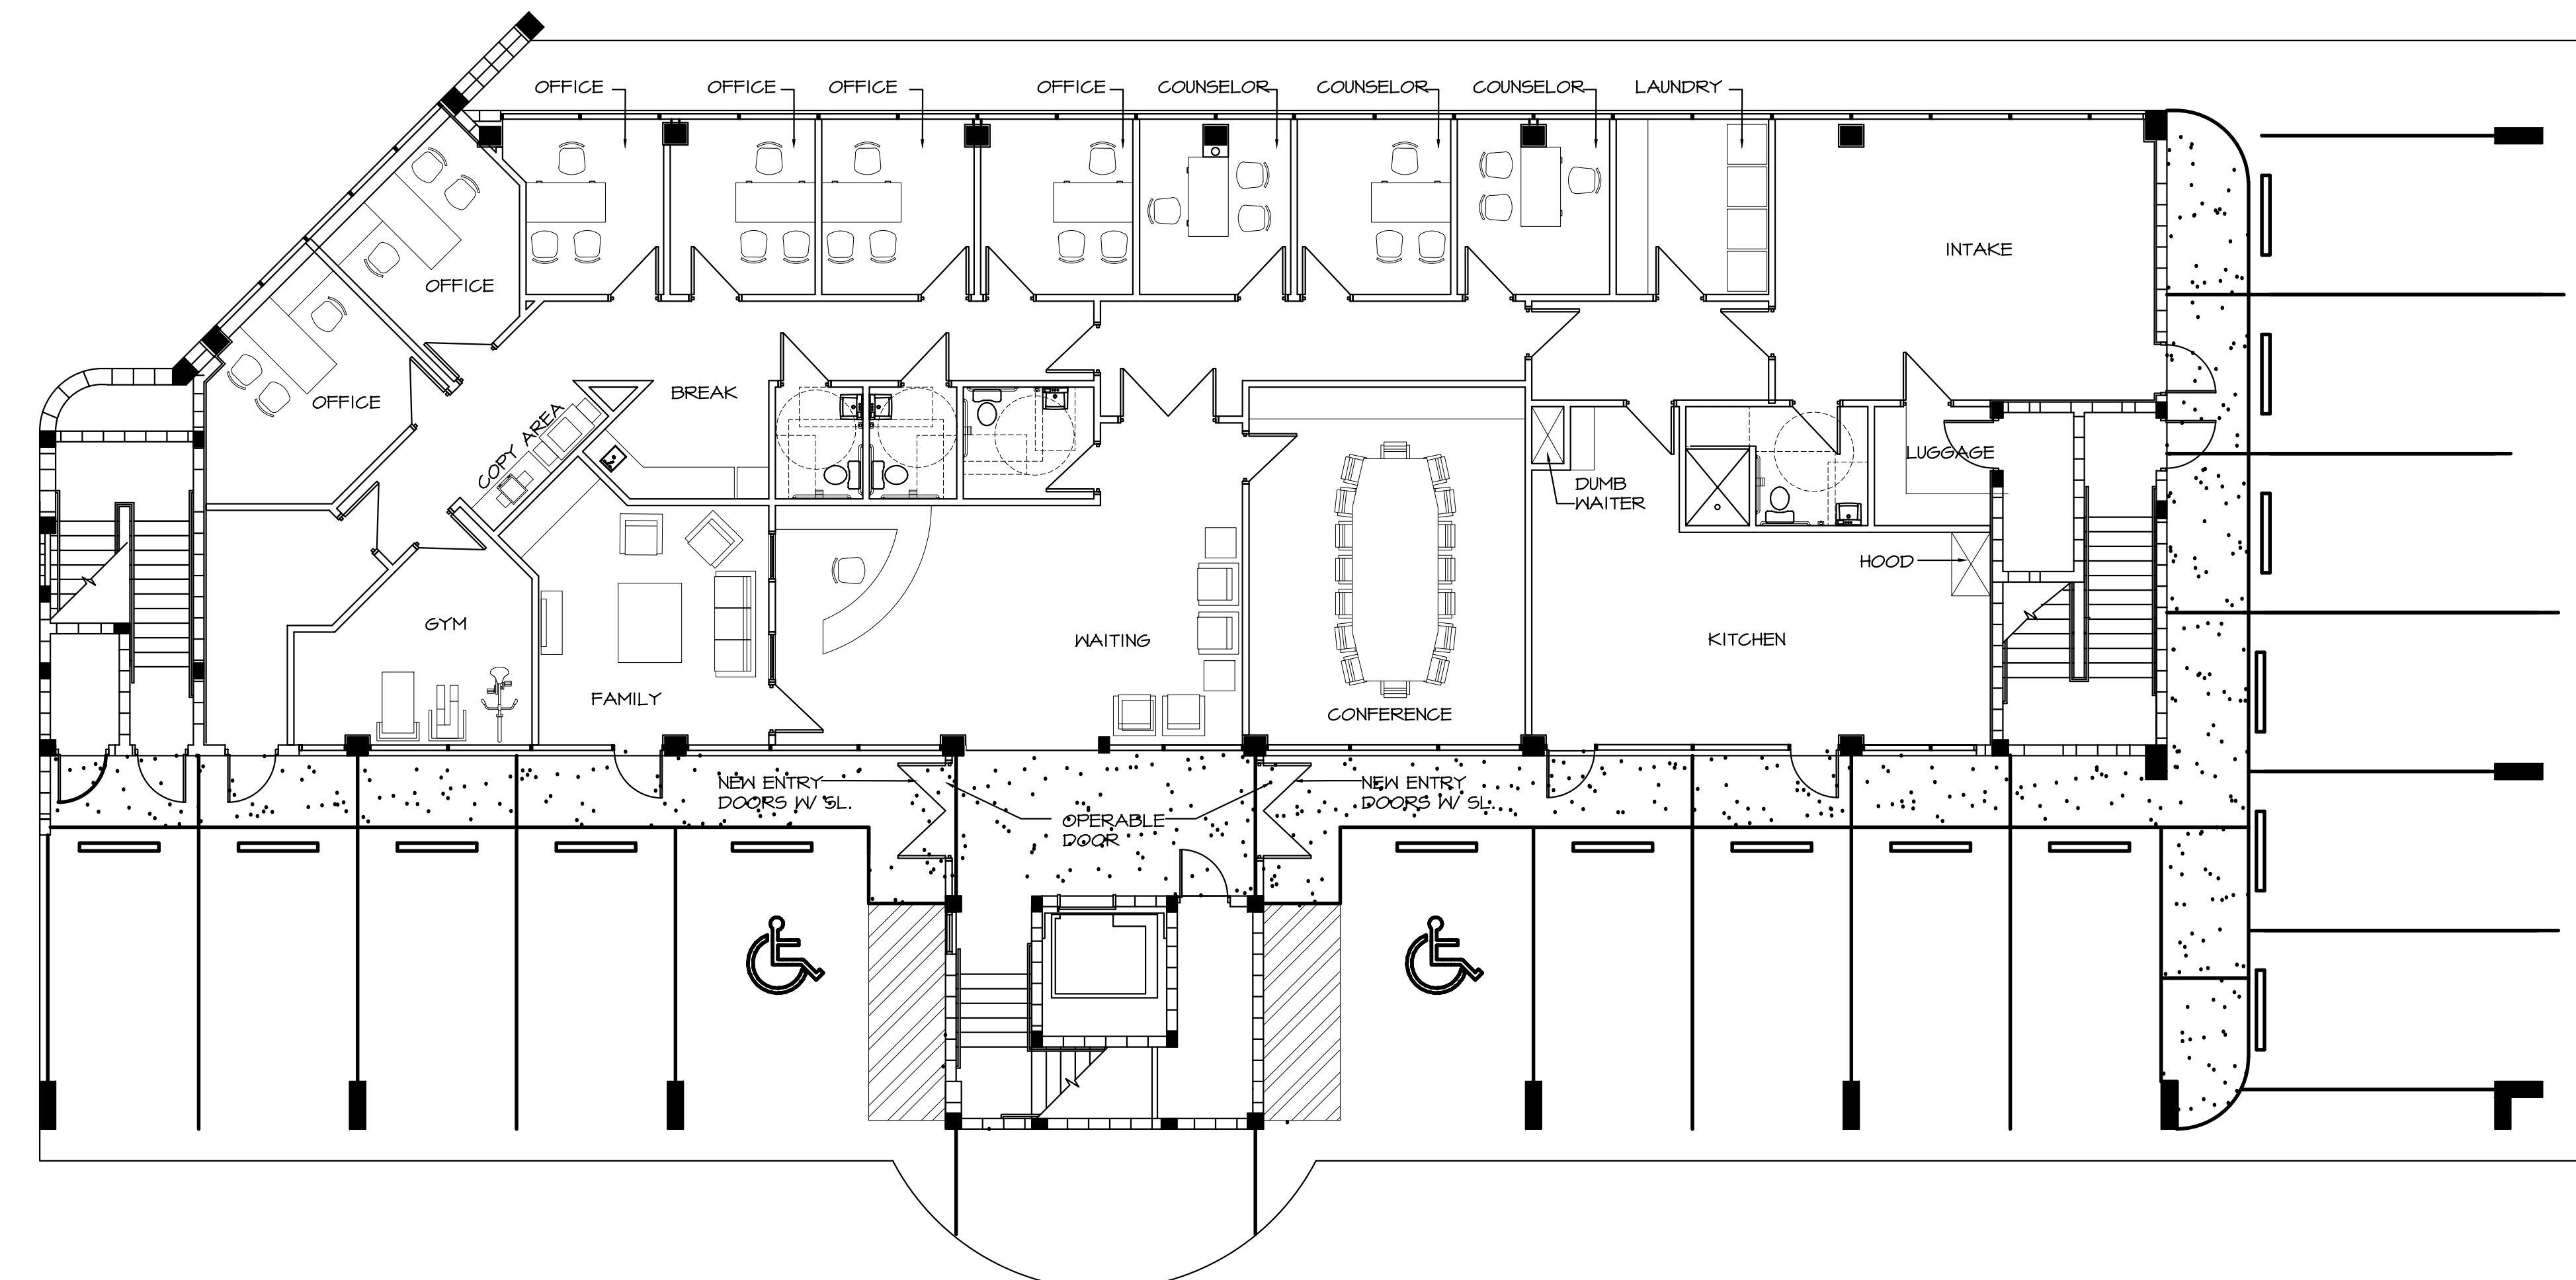 OFFICE
OFFICE
OFFICE
OFFICE
COUNSELOR
COUNSELOR
COUNSELOR
LAUNDRY
INTAKE
OFFICE
OFFICE
BREAK
COPY AREA
LUGGAGE
DUMB
WAITER
HOOD
GYM
WAITING
KITCHEN
FAMILY
CONFERENCE
NEW ENTRY
DOORS W/ SL.
NEW ENTRY
DOORS W/ SL.
OPERABLE
DOOR